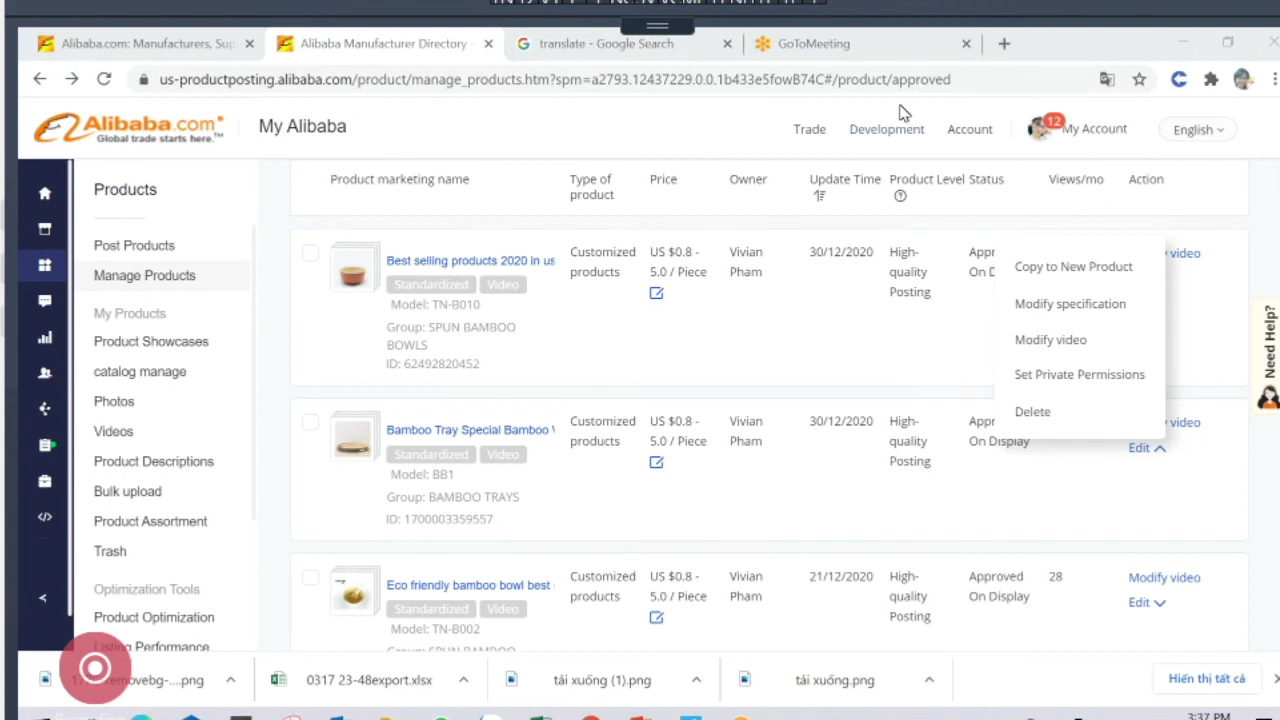 Alibaba.com: Manufacturers, Sup
Alibaba Manufacturer Directory -
translate - Google Search
GoToMeeting
us-productposting.alibaba.com/product/manage_products.htm?spm=a2793.12437229.0.0.1b433e5fowB74C#/product/approved
Alibaba.com
Global trade starts here.™
My Alibaba
Trade
Development
Account
12
My Account
English
Products
Post Products
Manage Products
My Products
Product Showcases
catalog manage
Photos
Videos
Product Descriptions
Bulk upload
Product Assortment
Trash
Optimization Tools
Product Optimization
Listing Performance
Product marketing name
Type of product
Price
Owner
Update Time
Product Level
Status
Views/mo
Action
Best selling products 2020 in us
Standardized Video
Model: TN-B010
Group: SPUN BAMBOO
BOWLS
ID: 62492820452
Customized
products
US $0.8 -
5.0 / Piece
Vivian
Pham
30/12/2020
High-
quality
Posting
Appr
On D
video
Copy to New Product
Modify specification
Modify video
Set Private Permissions
Delete
Bamboo Tray Special Bamboo
Standardized Video
Model: BB1
Group: BAMBOO TRAYS
ID: 1700003359557
Customized
products
US $0.8 -
5.0 / Piece
Vivian
Pham
30/12/2020
High-
quality
Posting
Appr
On Display
video
Edit
Eco friendly bamboo bowl best
Standardized Video
Model: TN-B002
Customized
products
US $0.8 -
5.0 / Piece
Vivian
Pham
21/12/2020
High-
quality
Posting
Approved
On Display
28
Modify video
Edit
Need Help?
....png
0317 23-48export.xlsx
tải xuống (1).png
tải xuống.png
Hiển thị tất cả
3:37 PM